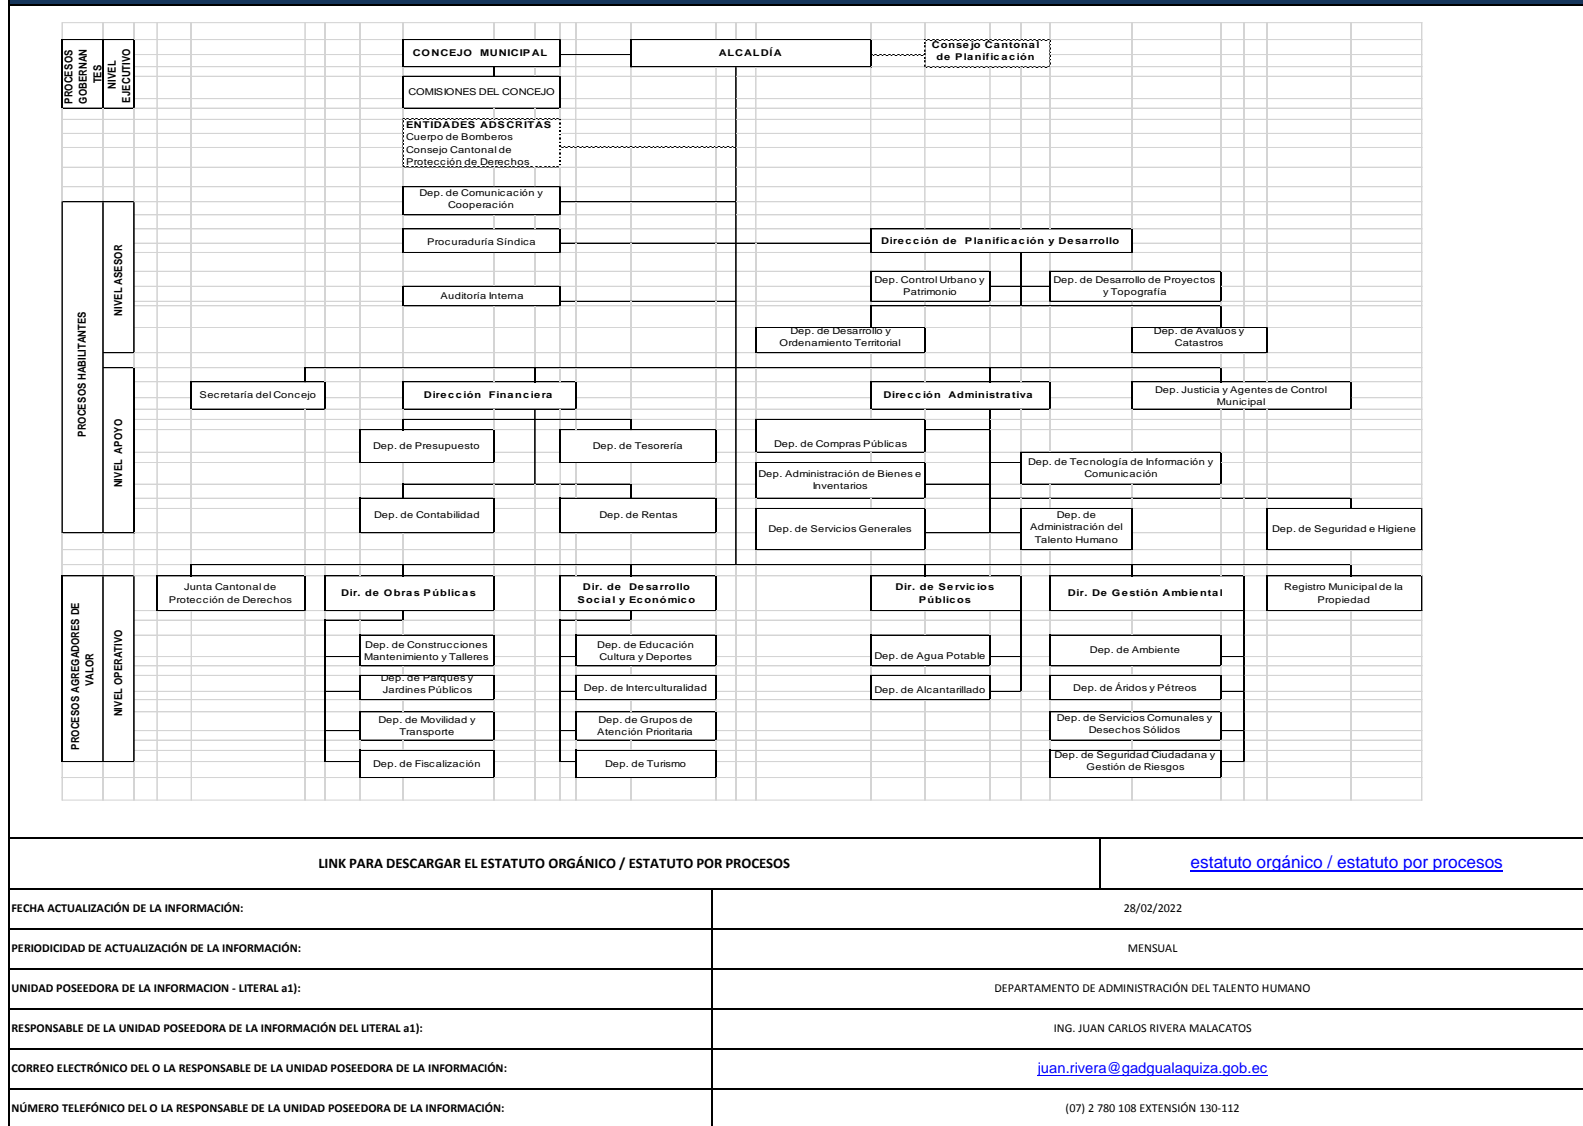 PROCESOS
GOBERNAN
TES
NIVEL
EJECUTIVO
CONCEJO MUNICIPAL
ALCALDÍA
Consejo Cantonal
de Planificación
COMISIONES DEL CONCEJO
ENTIDADES ADSCRITAS
Cuerpo de Bomberos
Consejo Cantonal de
Protección de Derechos
PROCESOS HABILITANTES
NIVEL ASESOR
Dep. de Comunicación y
Cooperación
Procuraduría Síndica
Dirección de Planificación y Desarrollo
Auditoría Interna
Dep. Control Urbano y
Patrimonio
Dep. de Desarrollo de Proyectos
y Topografía
Dep. de Desarrollo y
Ordenamiento Territorial
Dep. de Avalúos y
Catastros
NIVEL APOYO
Secretaría del Concejo
Dirección Financiera
Dirección Administrativa
Dep. Justicia y Agentes de Control
Municipal
Dep. de Presupuesto
Dep. de Tesorería
Dep. de Compras Públicas
Dep. de Tecnología de Información y
Comunicación
Dep. Administración de Bienes e
Inventarios
Dep. de Contabilidad
Dep. de Rentas
Dep. de Servicios Generales
Dep. de
Administración del
Talento Humano
Dep. de Seguridad e Higiene
PROCESOS AGREGADORES DE
VALOR
NIVEL OPERATIVO
Junta Cantonal de
Protección de Derechos
Dir. de Obras Públicas
Dir. de Desarrollo
Social y Económico
Dir. de Servicios
Públicos
Dir. De Gestión Ambiental
Registro Municipal de la
Propiedad
Dep. de Construcciones
Mantenimiento y Talleres
Dep. de Educación
Cultura y Deportes
Dep. de Agua Potable
Dep. de Ambiente
Dep. de Parques y
Jardines Públicos
Dep. de Interculturalidad
Dep. de Alcantarillado
Dep. de Áridos y Pétreos
Dep. de Movilidad y
Transporte
Dep. de Grupos de
Atención Prioritaria
Dep. de Servicios Comunales y
Desechos Sólidos
Dep. de Fiscalización
Dep. de Turismo
Dep. de Seguridad Ciudadana y
Gestión de Riesgos
LINK PARA DESCARGAR EL ESTATUTO ORGÁNICO / ESTATUTO POR PROCESOS
estatuto orgánico / estatuto por procesos
FECHA ACTUALIZACIÓN DE LA INFORMACIÓN:
28/02/2022
PERIODICIDAD DE ACTUALIZACIÓN DE LA INFORMACIÓN:
MENSUAL
UNIDAD POSEEDORA DE LA INFORMACION - LITERAL a1):
DEPARTAMENTO DE ADMINISTRACIÓN DEL TALENTO HUMANO
RESPONSABLE DE LA UNIDAD POSEEDORA DE LA INFORMACIÓN DEL LITERAL a1):
ING. JUAN CARLOS RIVERA MALACATOS
CORREO ELECTRÓNICO DEL O LA RESPONSABLE DE LA UNIDAD POSEEDORA DE LA INFORMACIÓN:
juan.rivera@gadgualaquiza.gob.ec
NÚMERO TELEFÓNICO DEL O LA RESPONSABLE DE LA UNIDAD POSEEDORA DE LA INFORMACIÓN:
(07) 2 780 108 EXTENSIÓN 130-112